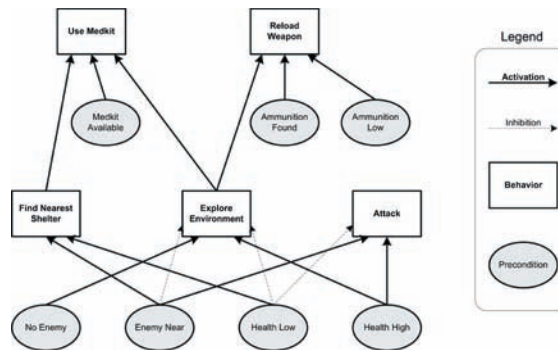 Use Medkit
Reload
Weapon
Legend
Activation
Inhibition
Behavior
Precondition
Medkit
Available
Ammunition
Found
Ammunition
Low
Find Nearest
Shelter
Explore
Environment
Attack
No Enemy
Enemy Near
Health Low
Health High